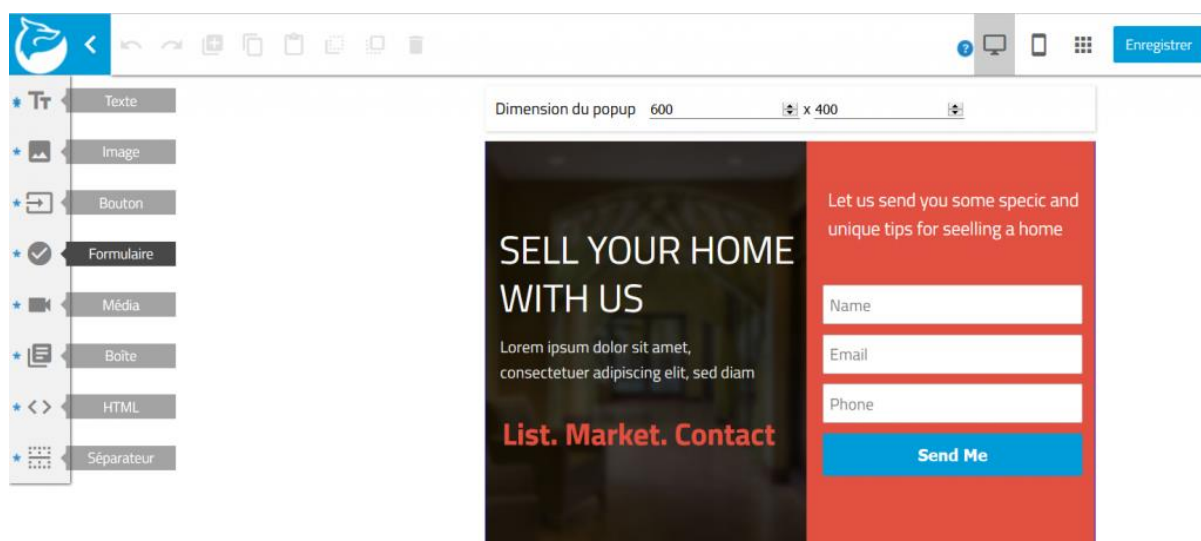 ?
Enregistrer
Texte
Image
Bouton
Formulaire
Média
Boîte
HTML
Séparateur
Dimension du popup 600 x 400
SELL YOUR HOME
WITH US
Lorem ipsum dolor sit amet,
consectetuer adipiscing elit, sed diam
List. Market. Contact
Let us send you some specic and
unique tips for seelling a home
Name
Email
Phone
Send Me